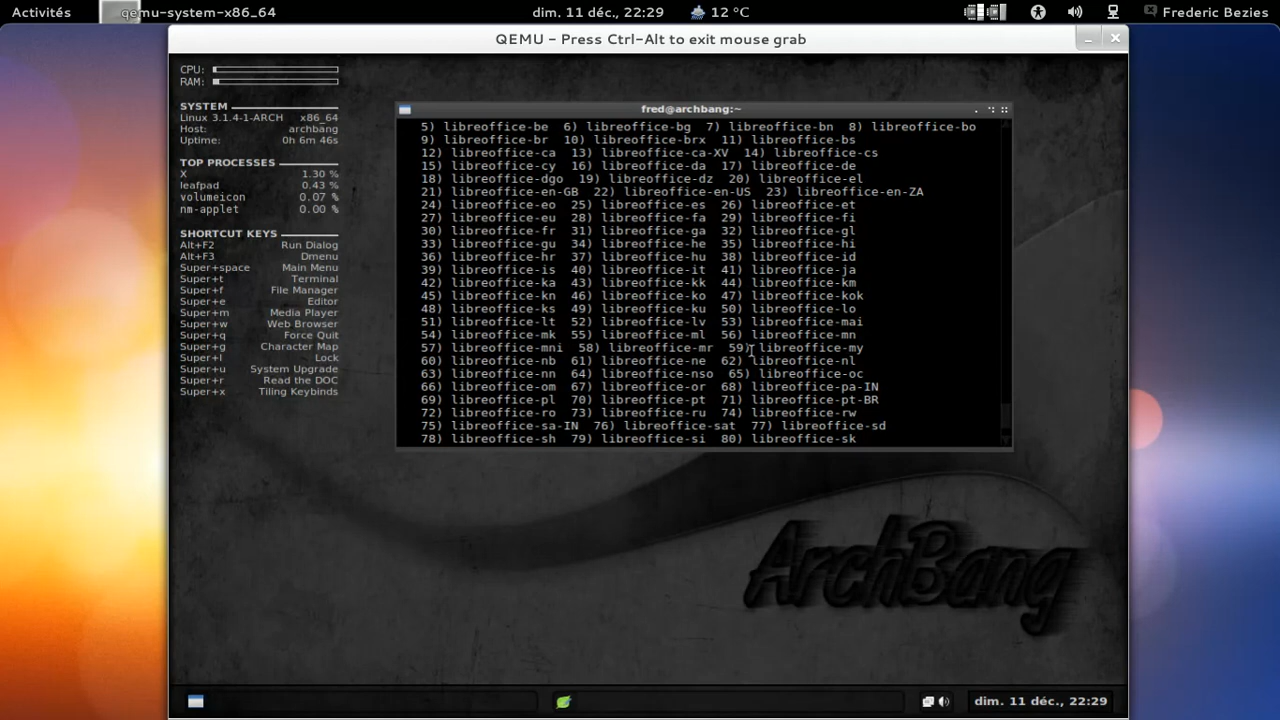 Activités qemu-system-x86_64 dim. 11 déc., 22:29 12 °C Frederic Bezies
QEMU - Press Ctrl-Alt to exit mouse grab
CPU:
RAM:
SYSTEM
Linux 3.1.4-1-ARCH x86_64
Host: archbang
Uptime: 0h 6m 46s
TOP PROCESSES
X 1.30 %
leafpad 0.43 %
volumeicon 0.07 %
nm-applet 0.00 %
SHORTCUT KEYS
Alt+F2 Run Dialog
Alt+F3 Dmenu
Super+space Main Menu
Super+t Terminal
Super+f File Manager
Super+e Editor
Super+m Media Player
Super+w Web Browser
Super+q Force Quit
Super+g Character Map
Super+l Lock
Super+u System Upgrade
Super+r Read the DOC
Super+x Tiling Keybinds
fred@archbang:~
5) libreoffice-be 6) libreoffice-bg 7) libreoffice-bn 8) libreoffice-bo
9) libreoffice-br 10) libreoffice-brx 11) libreoffice-bs
12) libreoffice-ca 13) libreoffice-ca-XV 14) libreoffice-cs
15) libreoffice-cy 16) libreoffice-da 17) libreoffice-de
18) libreoffice-dgo 19) libreoffice-dz 20) libreoffice-el
21) libreoffice-en-GB 22) libreoffice-en-US 23) libreoffice-en-ZA
24) libreoffice-eo 25) libreoffice-es 26) libreoffice-et
27) libreoffice-eu 28) libreoffice-fa 29) libreoffice-fi
30) libreoffice-fr 31) libreoffice-ga 32) libreoffice-gl
33) libreoffice-gu 34) libreoffice-he 35) libreoffice-hi
36) libreoffice-hr 37) libreoffice-hu 38) libreoffice-id
39) libreoffice-is 40) libreoffice-it 41) libreoffice-ja
42) libreoffice-ka 43) libreoffice-kk 44) libreoffice-km
45) libreoffice-kn 46) libreoffice-ko 47) libreoffice-kok
48) libreoffice-ks 49) libreoffice-ku 50) libreoffice-lo
51) libreoffice-lt 52) libreoffice-lv 53) libreoffice-mai
54) libreoffice-mk 55) libreoffice-ml 56) libreoffice-mn
57) libreoffice-mni 58) libreoffice-mr 59) libreoffice-my
60) libreoffice-nb 61) libreoffice-ne 62) libreoffice-nl
63) libreoffice-nn 64) libreoffice-nso 65) libreoffice-oc
66) libreoffice-om 67) libreoffice-or 68) libreoffice-pa-IN
69) libreoffice-pl 70) libreoffice-pt 71) libreoffice-pt-BR
72) libreoffice-ro 73) libreoffice-ru 74) libreoffice-rw
75) libreoffice-sa-IN 76) libreoffice-sat 77) libreoffice-sd
78) libreoffice-sh 79) libreoffice-si 80) libreoffice-sk
ArchBang
dim. 11 déc., 22:29